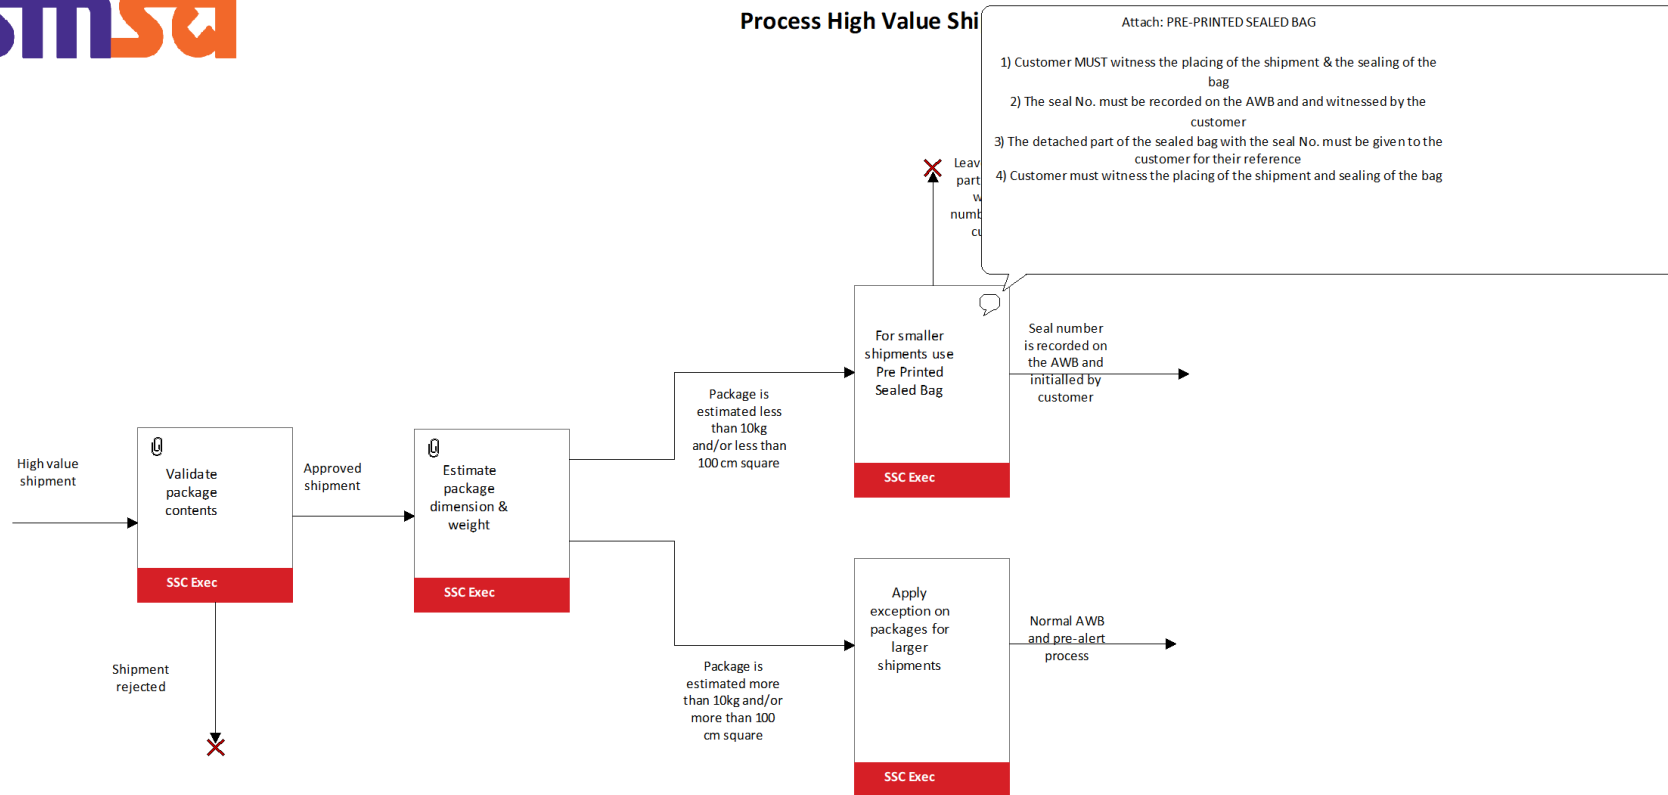 smsa
Process High Value
Attach: PRE-PRINTED SEALED BAG
1) Customer MUST witness the placing of the shipment & the sealing of the
bag
2) The seal No. must be recorded on the AWB and and witnessed by the
customer
3) The detached part of the sealed bag with the seal No. must be given to the
customer for their reference
4) Customer must witness the placing of the shipment and sealing of the bag
part
For smaller
shipments use
Pre Printed
Sealed Bag
SSC Exec
Seal number
is recorded on
the AWB and
initialled by
customer
Package is
estimated less
than 10kg
and/or less than
100 cm square
High value
shipment
Validate
package
contents
SSC Exec
Approved
shipment
Estimate
package
dimension &
weight
SSC Exec
Shipment
rejected
Package is
estimated more
than 10kg and/or
more than 100
cm square
Apply
exception on
packages for
larger
shipments
SSC Exec
Normal AWB
and pre-alert
process